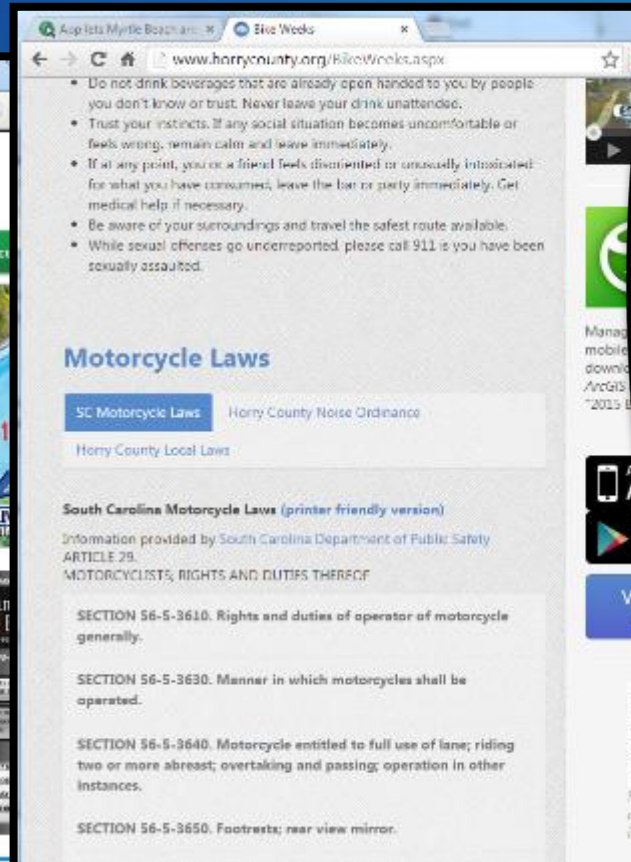 App lets Myrtle Beach are
Bike Weeks
www.horrycounty.org/BikeWeeks.aspx
• Do not drink beverages that are already open handed to you by people
you don't know or trust. Never leave your drink unattended.
• Trust your instincts. If any social situation becomes uncomfortable or
feels wrong, remain calm and leave immediately.
• If at any point, you or a friend feels disoriented or unusually intoxicated
for what you have consumed, leave the bar or party immediately. Get
medical help if necessary.
• Be aware of your surroundings and travel the safest route available.
• While sexual offenses go underreported, please call 911 is you have been
sexually assaulted.
Motorcycle Laws
SC Motorcycle Laws
Horry County Noise Ordinance
Horry County Local Laws
South Carolina Motorcycle Laws (printer friendly version)
Information provided by South Carolina Department of Public Safety
ARTICLE 29.
MOTORCYCLISTS; RIGHTS AND DUTIES THEREOF
SECTION 56-5-3610. Rights and duties of operator of motorcycle
generally.
SECTION 56-5-3630. Manner in which motorcycles shall be
operated.
SECTION 56-5-3640. Motorcycle entitled to full use of lane; riding
two or more abreast; overtaking and passing; operation in other
instances.
SECTION 56-5-3650. Footrests; rear view mirror.
Manag
mobile
downlo
ArcGIS
"2015 B